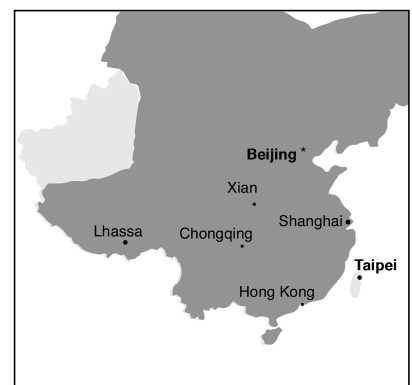 Beijing *
Xian
Shanghai
Lhassa
Chongqing
Taipei
Hong Kong